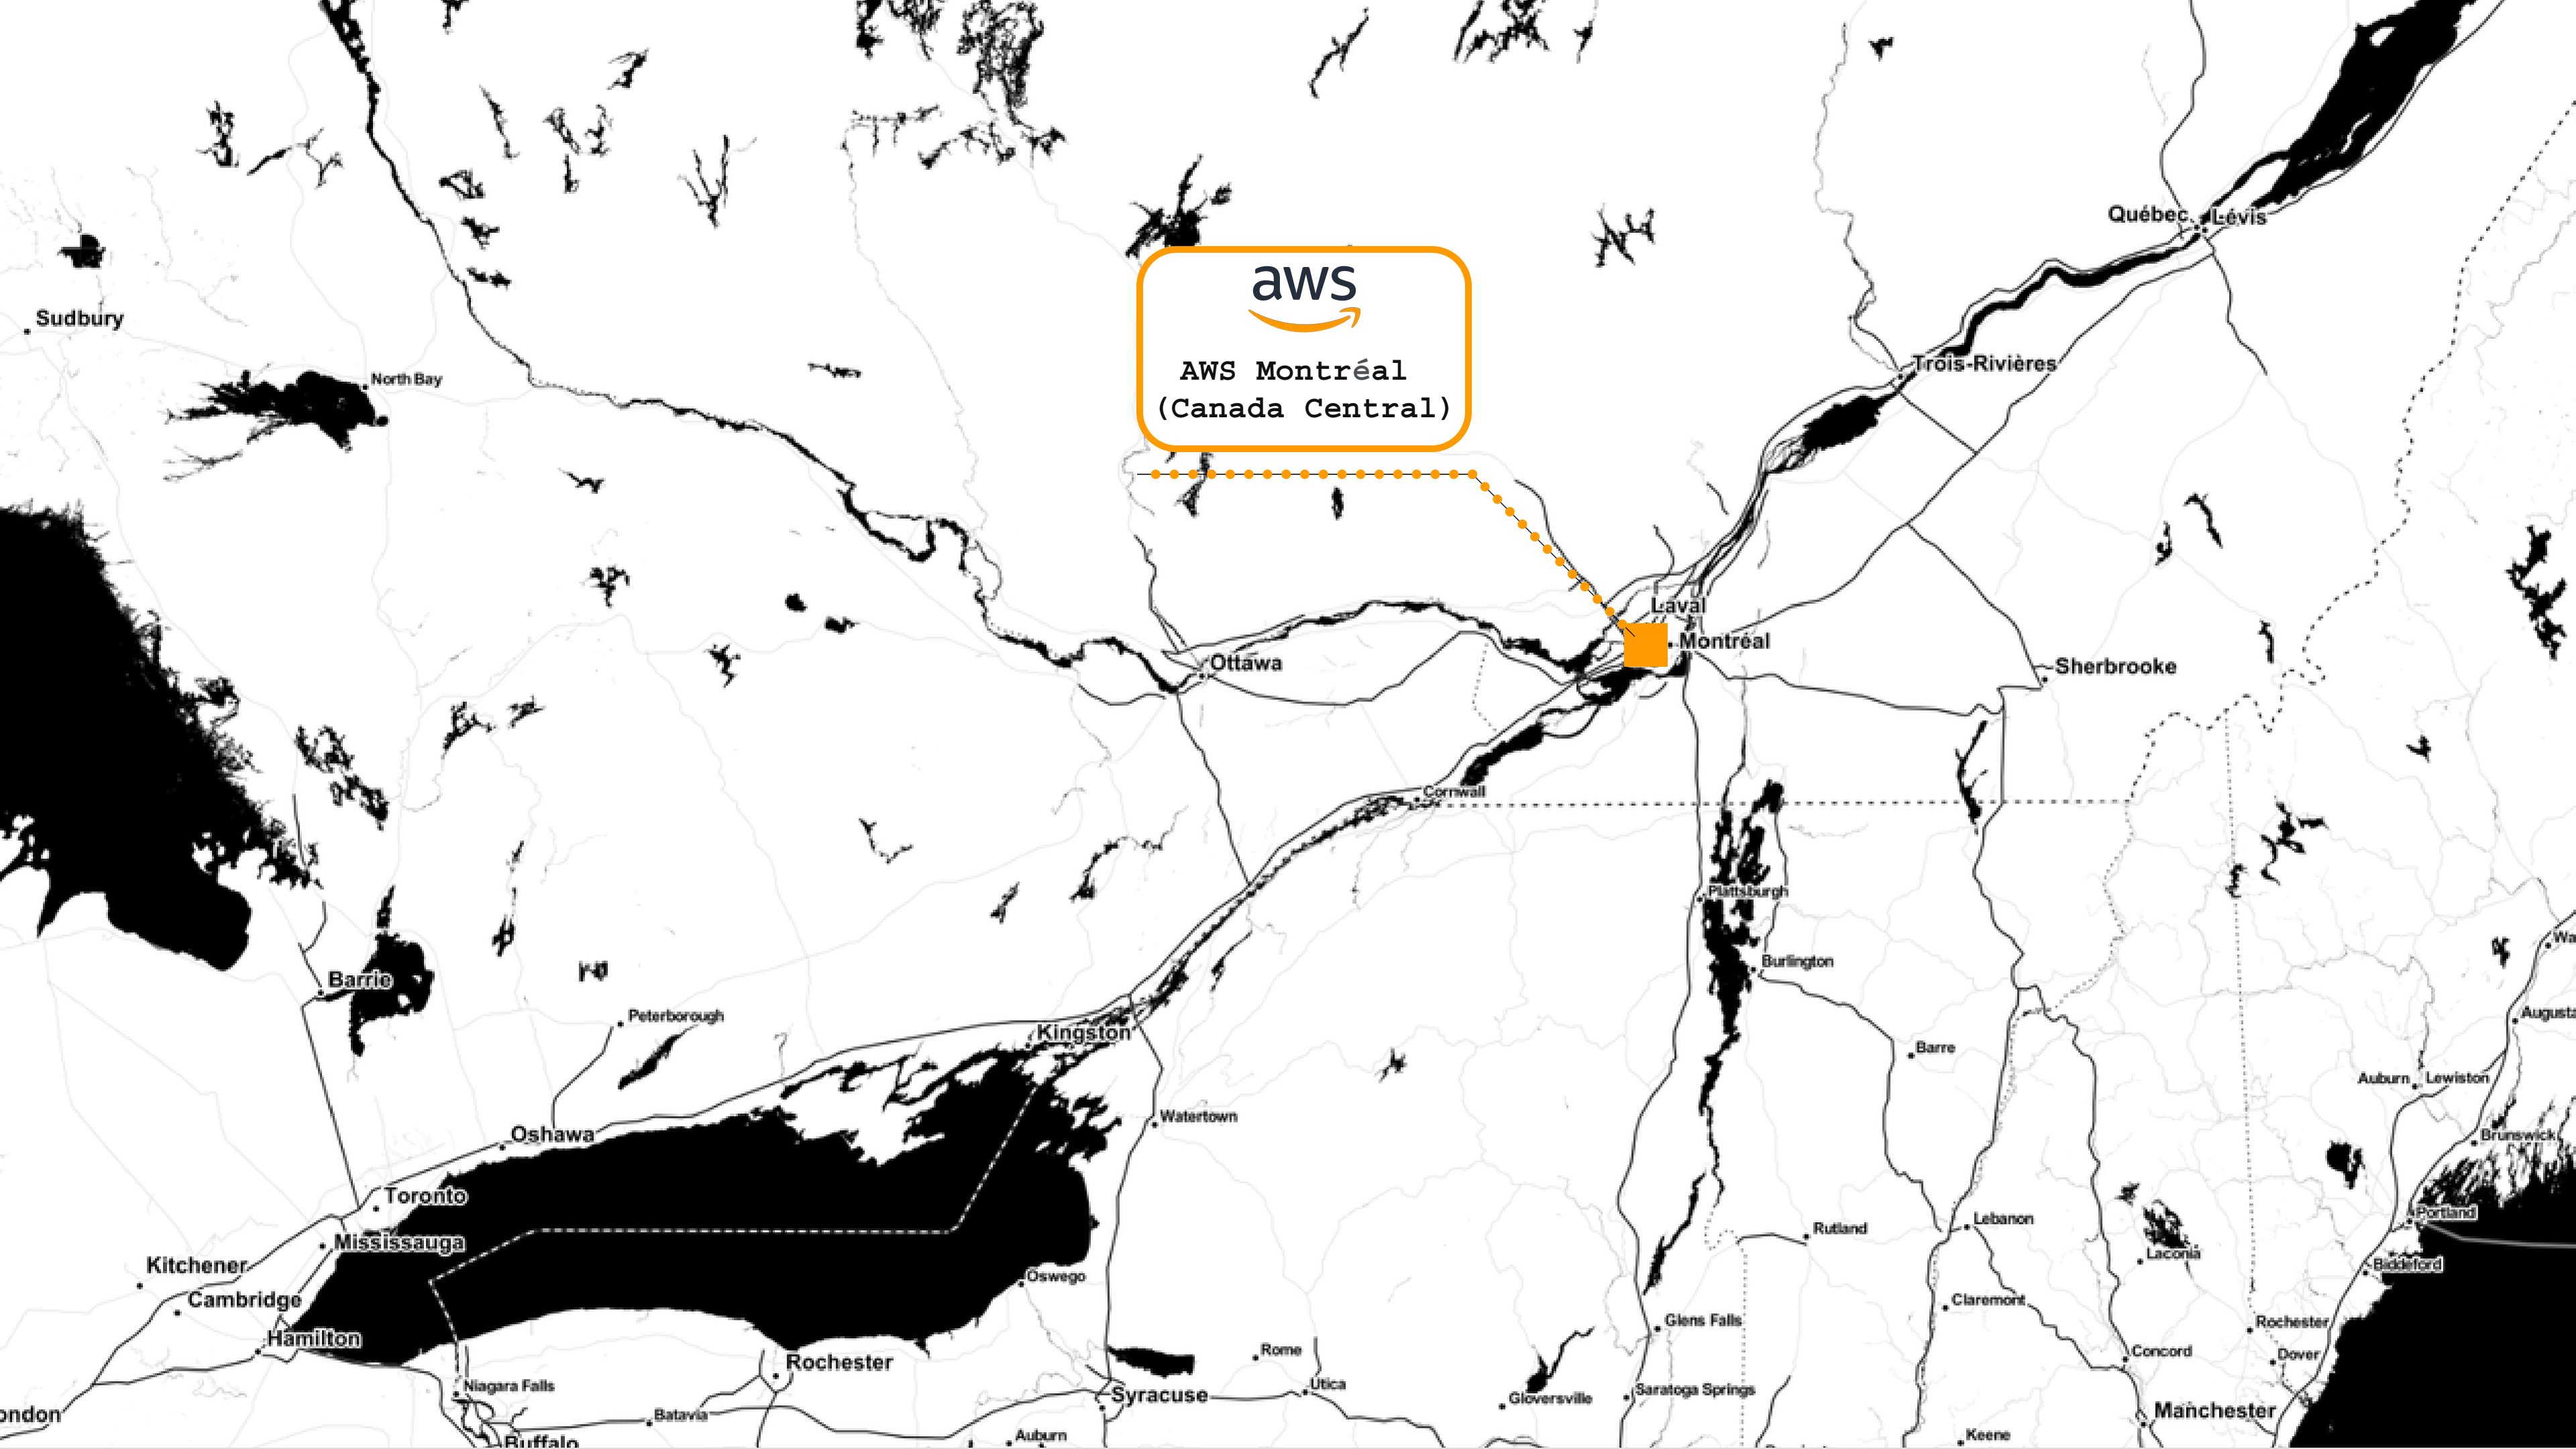 Québec
Lévis
aws
Sudbury
AWS Montréal
(Canada Central)
Trois-Rivières
North Bay
Laval
Montréal
Ottawa
Sherbrooke
Cornwall
Plattsburgh
Burlington
Barrie
Peterborough
Kingston
Wa
Augusta
Barre
Auburn
Lewiston
Watertown
Oshawa
Brunswick
Toronto
Mississauga
Portland
Lebanon
Rutland
Laconia
Kitchener
Biddeford
Oswego
Cambridge
Claremont
Glens Falls
Rochester
Hamilton
Rome
Concord
Dover
Rochester
Niagara Falls
Utica
Saratoga Springs
Syracuse
Gloversville
Manchester
ondon
Batavia
Auburn
Keene
Buffalo